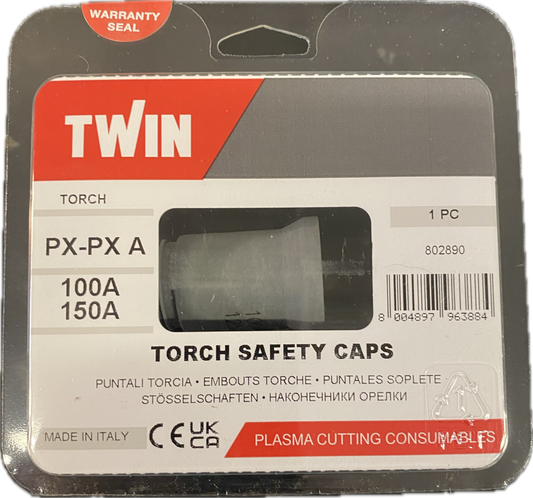 WARRANTY
SEAL
TWIN
TORCH
PX-PX A
100A
150A
1 PC
802890
8 004897 963884
TORCH SAFETY CAPS
PUNTALI TORCIA • EMBOUTS TORCHE • PUNTALES SOPLETE
STÖSSELSCHAFTEN • НАКОНЕЧНИКИ ОРЕЛКИ
MADE IN ITALY
CE UK
CA
PLASMA CUTTING CONSUMABLES